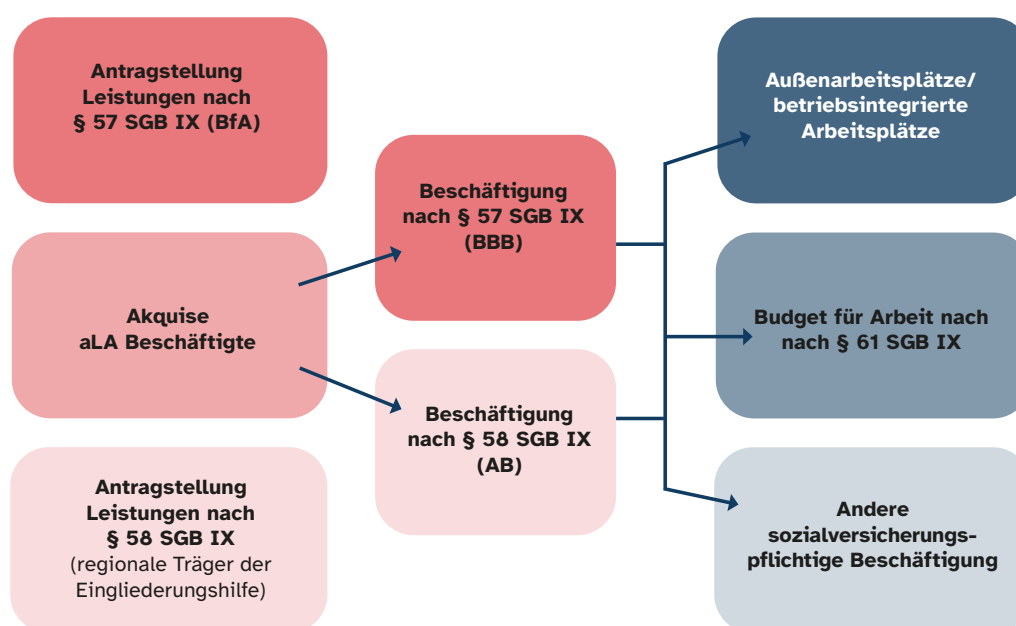 Antragstellung
Leistungen nach
§ 57 SGB IX (BfA)
Akquise
aLA Beschäftigte
Antragstellung
Leistungen nach
§ 58 SGB IX
(regionale Träger der
Eingliederungshilfe)
Beschäftigung
nach § 57 SGB IX
(BBB)
Beschäftigung
nach § 58 SGB IX
(AB)
Außenarbeitsplätze/
betriebsintegrierte
Arbeitsplätze
Budget für Arbeit nach
nach § 61 SGB IX
Andere
sozialversicherungs-
pflichtige Beschäftigung